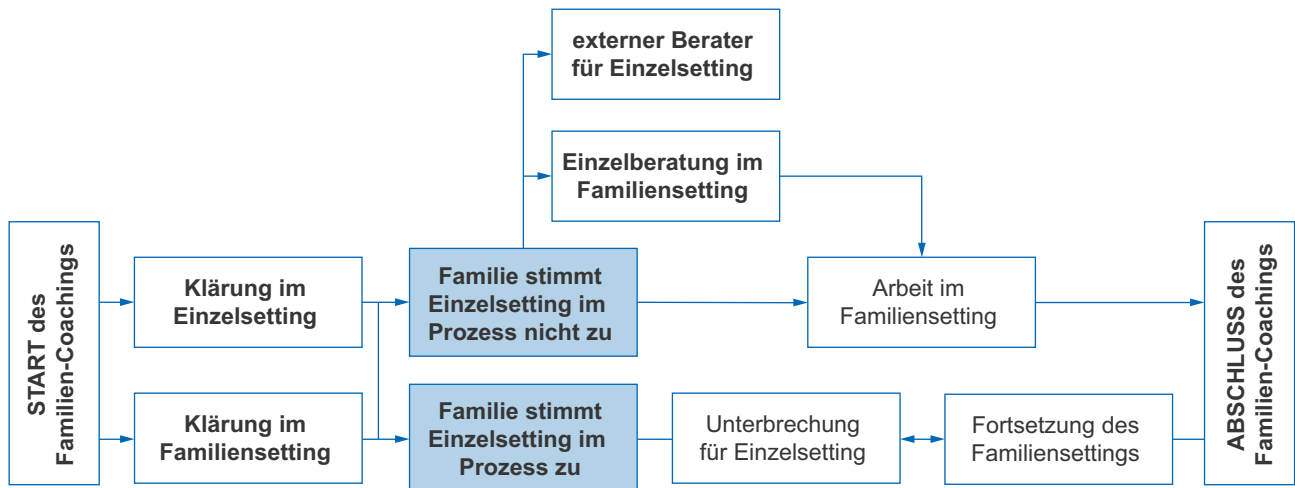 externer Berater
für Einzelsetting
Einzelberatung im
Familiensetting
START des
Familien-Coachings
Klärung im
Einzelsetting
Familie stimmt
Einzelsetting im
Prozess nicht zu
Arbeit im
Familiensetting
ABSCHLUSS des
Familien-Coachings
Klärung im
Familiensetting
Familie stimmt
Einzelsetting im
Prozess zu
Unterbrechung
für Einzelsetting
Fortsetzung des
Familiensettings